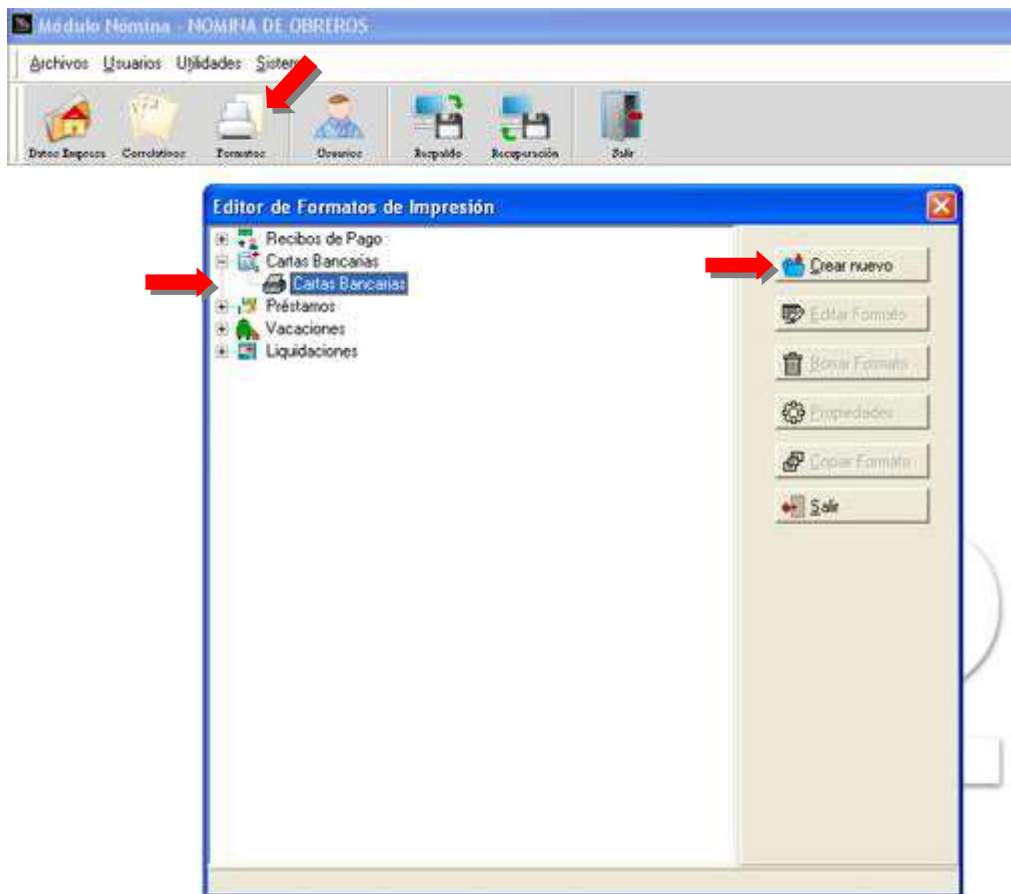 Módulo Nómina - NOMINA DE OBREROS
Archivos Usuarios Utilidades Sistema
Datos Empresa Correlativos Formatos Usuarios Respaldo Recuperación Salir
Editor de Formatos de Impresión
Recibos de Pago
Cartas Bancarias
Cartas Bancarias
Préstamos
Vacaciones
Liquidaciones
Crear nuevo
Editar Formato
Borrar Formato
Propiedades
Copiar Formato
Salir